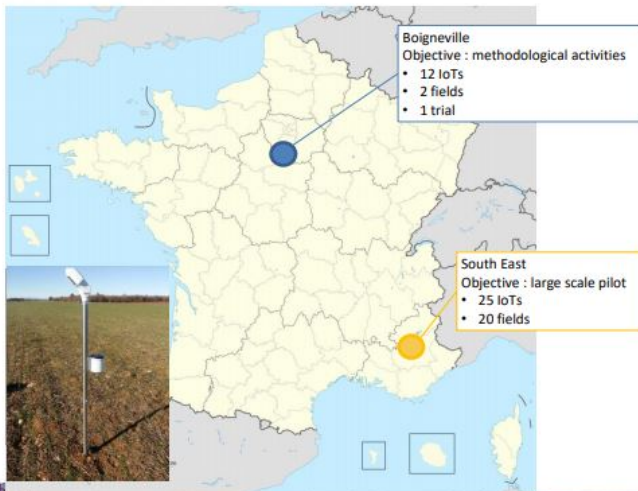 Boigneville
Objective : methodological activities
• 12 IoTs
• 2 fields
• 1 trial
South East
Objective : large scale pilot
• 25 IoTs
• 20 fields